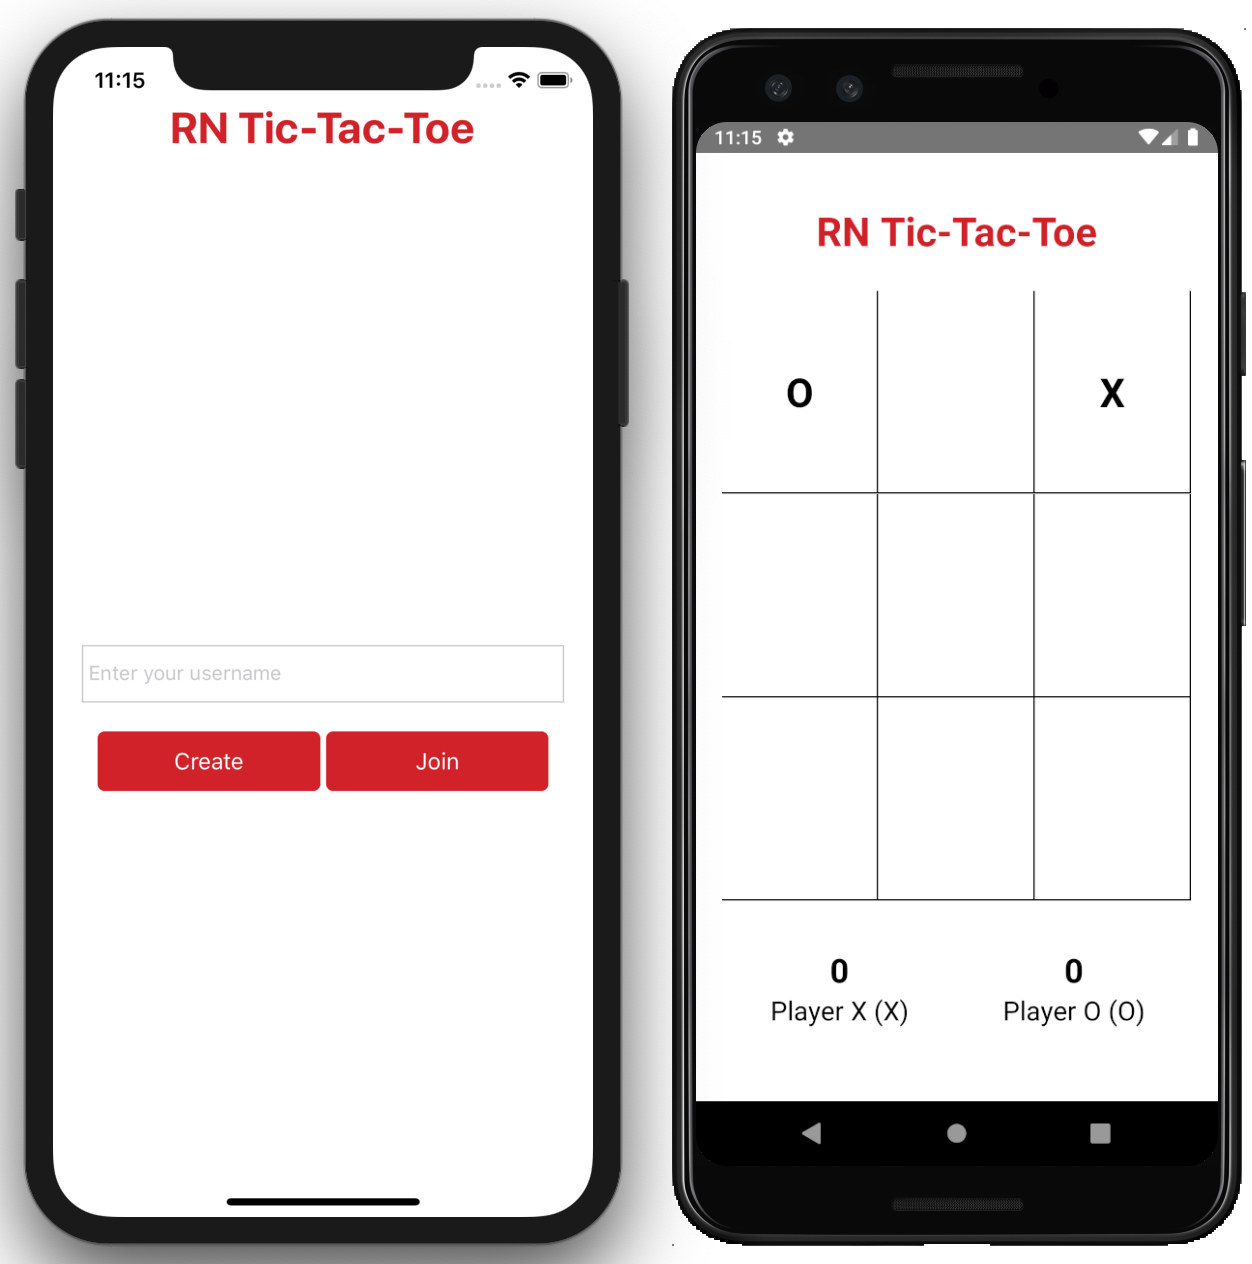 11:15
RN Tic-Tac-Toe
Enter your username
Create Join
11:15
RN Tic-Tac-Toe
O X
0 0
Player X (X) Player O (O)